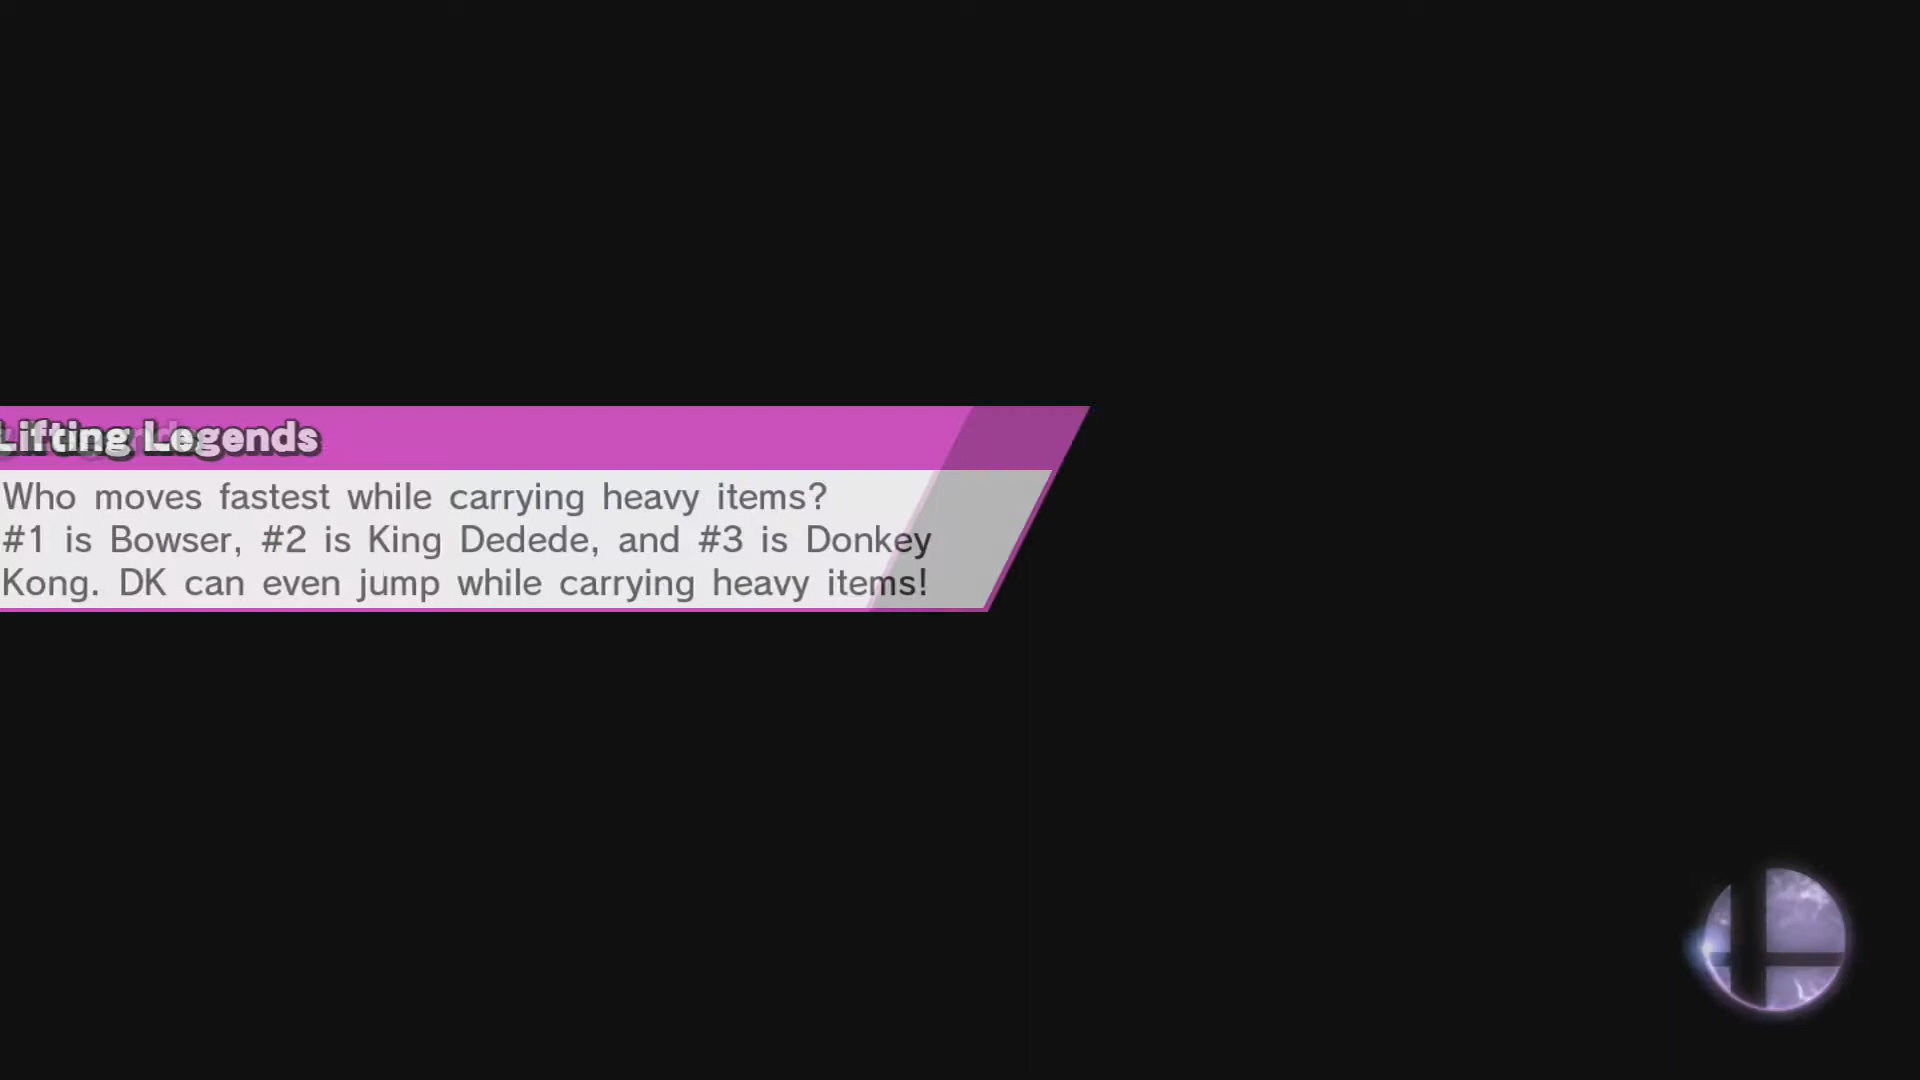 Lifting Legends
Who moves fastest while carrying heavy items?
#1 is Bowser, #2 is King Dedede, and #3 is Donkey
Kong. DK can even jump while carrying heavy items!